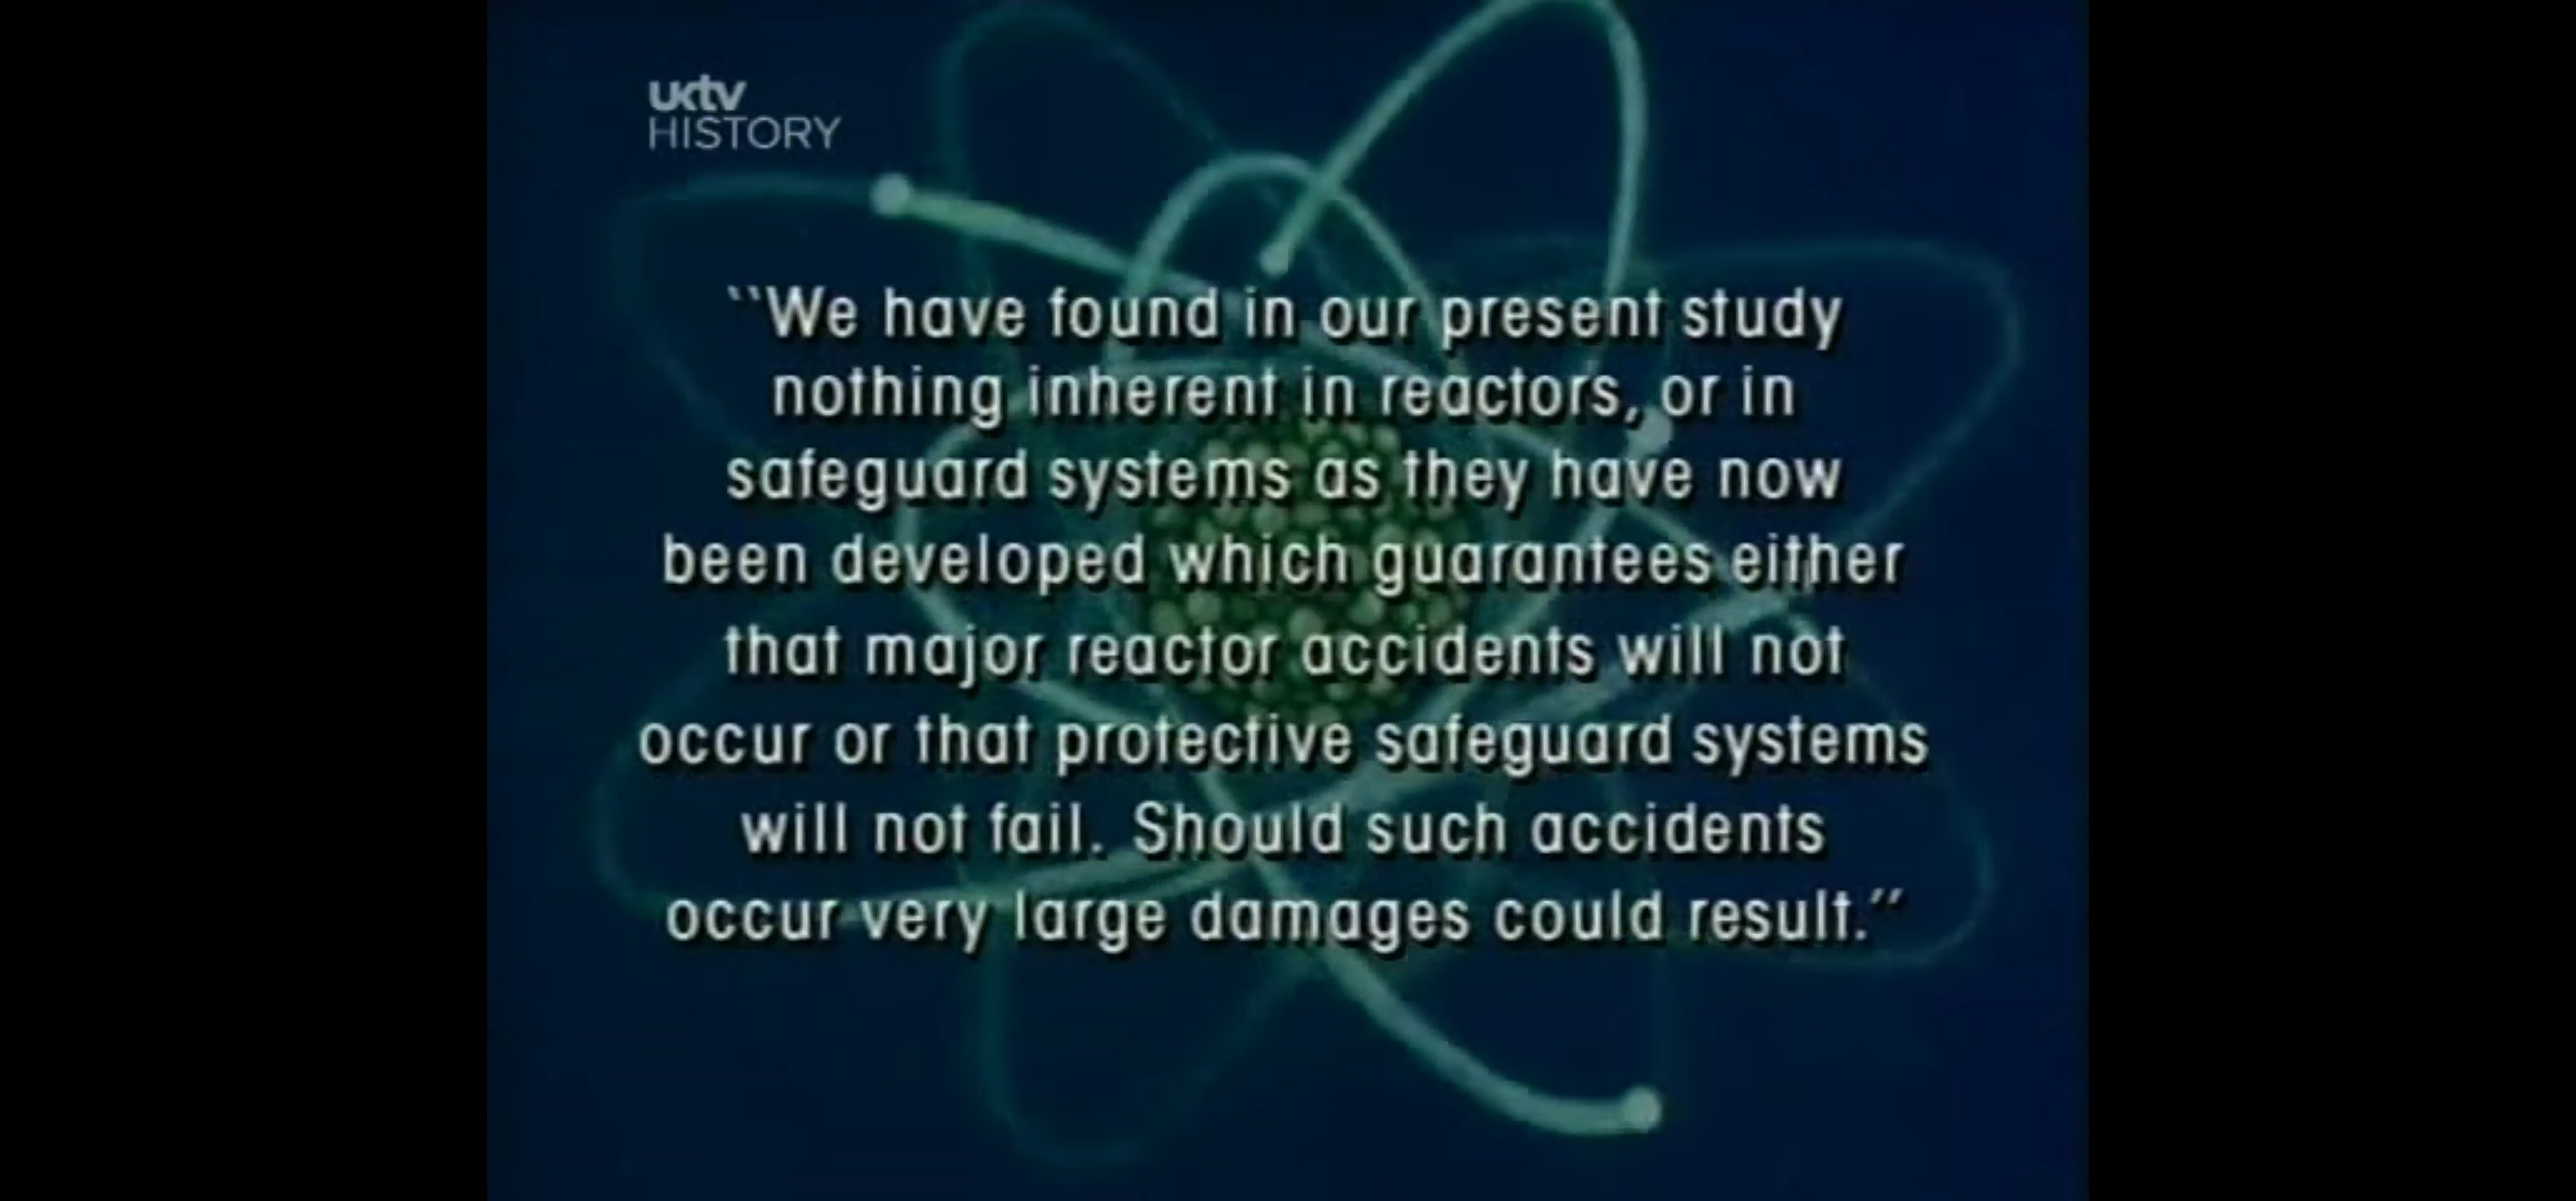 uktv
HISTORY
``We have found in our present study
nothing inherent in reactors, or in
safeguard systems as they have now
been developed which guarantees either
that major reactor accidents will not
occur or that protective safeguard systems
will not fail. Should such accidents
occur very large damages could result.''